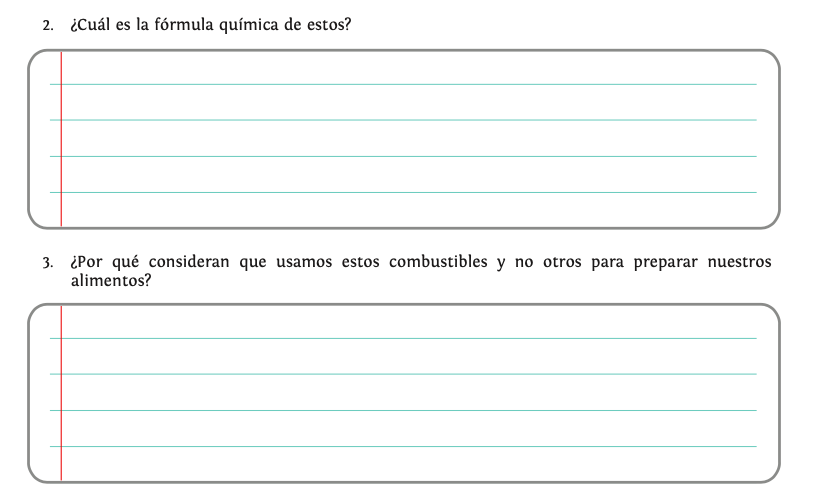 2. ¿Cuál es la fórmula química de estos?
3. ¿Por qué consideran que usamos estos combustibles y no otros para preparar nuestros
alimentos?